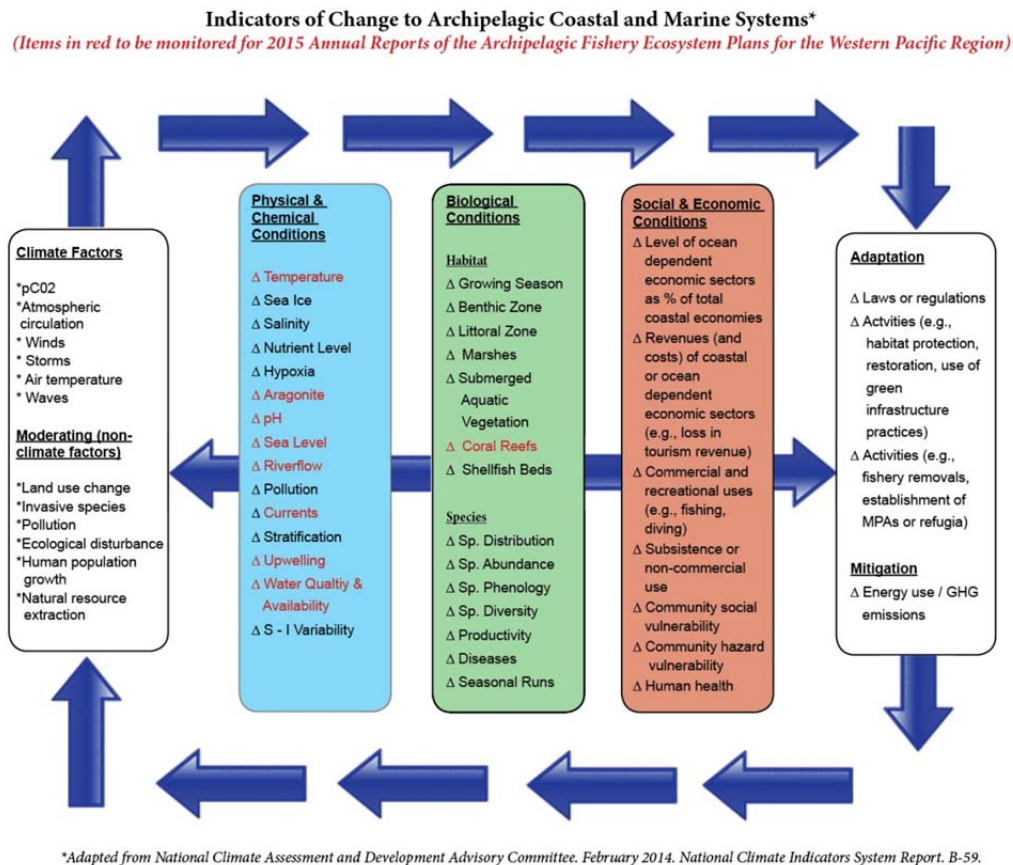 Indicators of Change to Archipelagic Coastal and Marine Systems*
(Items in red to be monitored for 2015 Annual Reports of the Archipelagic Fishery Ecosystem Plans for the Western Pacific Region)
Climate Factors
*pC02
*Atmospheric
circulation
* Winds
* Storms
* Air temperature
* Waves
Moderating (non-
climate factors)
*Land use change
*Invasive species
*Pollution
*Ecological disturbance
*Human population
growth
*Natural resource
extraction
Physical &
Chemical
Conditions
Δ Temperature
Δ Sea Ice
Δ Salinity
Δ Nutrient Level
Δ Hypoxia
Δ Aragonite
Δ pH
Δ Sea Level
Δ Riverflow
Δ Pollution
Δ Currents
Δ Stratification
Δ Upwelling
Δ Water Qualtiy &
Availability
Δ S - I Variability
Biological
Conditions
Habitat
Δ Growing Season
Δ Benthic Zone
Δ Littoral Zone
Δ Marshes
Δ Submerged
Aquatic
Vegetation
Δ Coral Reefs
Δ Shellfish Beds
Species
Δ Sp. Distribution
Δ Sp. Abundance
Δ Sp. Phenology
Δ Sp. Diversity
Δ Productivity
Δ Diseases
Δ Seasonal Runs
Social & Economic
Conditions
Δ Level of ocean
dependent
economic sectors
as % of total
coastal economies
Δ Revenues (and
costs) of coastal
or ocean
dependent
economic sectors
(e.g., loss in
tourism revenue)
Δ Commercial and
recreational uses
(e.g., fishing,
diving)
Δ Subsistence or
non-commercial
use
Δ Community social
vulnerability
Δ Community hazard
vulnerability
Δ Human health
Adaptation
Δ Laws or regulations
Δ Actvities (e.g.,
habitat protection,
restoration, use of
green
infrastructure
practices)
Δ Activities (e.g.,
fishery removals,
establishment of
MPAs or refugia)
Mitigation
Δ Energy use / GHG
emissions
*Adapted from National Climate Assessment and Development Advisory Committee. February 2014. National Climate Indicators System Report. B-59.